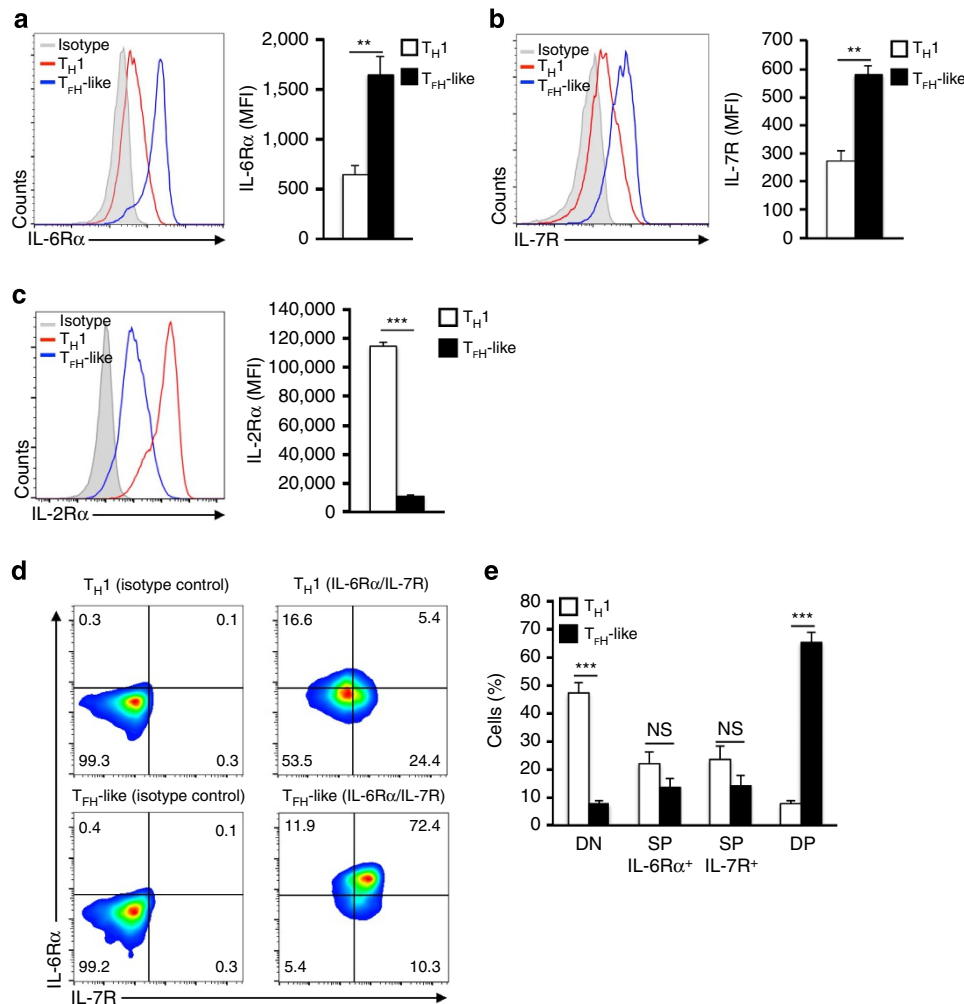 a
Isotype
TH1
TFH-like
Counts
IL-6Rα
2,000
1,500
1,000
500
0
IL-6Rα (MFI)
**
TH1
TFH-like
b
Isotype
TH1
TFH-like
Counts
IL-7R
700
600
500
400
300
200
100
0
IL-7R (MFI)
**
TH1
TFH-like
c
Isotype
TH1
TFH-like
Counts
IL-2Rα
140,000
120,000
100,000
80,000
60,000
40,000
20,000
0
IL-2Rα (MFI)
***
TH1
TFH-like
d
TH1 (isotype control)
0.3 0.1
99.3 0.3
TH1 (IL-6Rα/IL-7R)
16.6 5.4
53.5 24.4
TFH-like (isotype control)
0.4 0.1
99.2 0.3
TFH-like (IL-6Rα/IL-7R)
11.9 72.4
5.4 10.3
IL-6Rα
IL-7R
e
80
70
60
50
40
30
20
10
0
Cells (%)
TH1
TFH-like
***
NS
NS
***
DN
SP
IL-6Rα+
SP
IL-7R+
DP